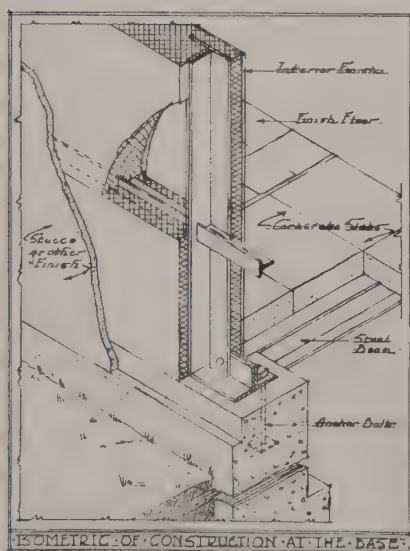 Interior Finish
Finish Floor.
Concrete Slabs
Stucco
or other
Finish
Steel
Beam
Anchor Bolt
·ISOMETRIC·OF·CONSTRUCTION·AT·THE·BASE·